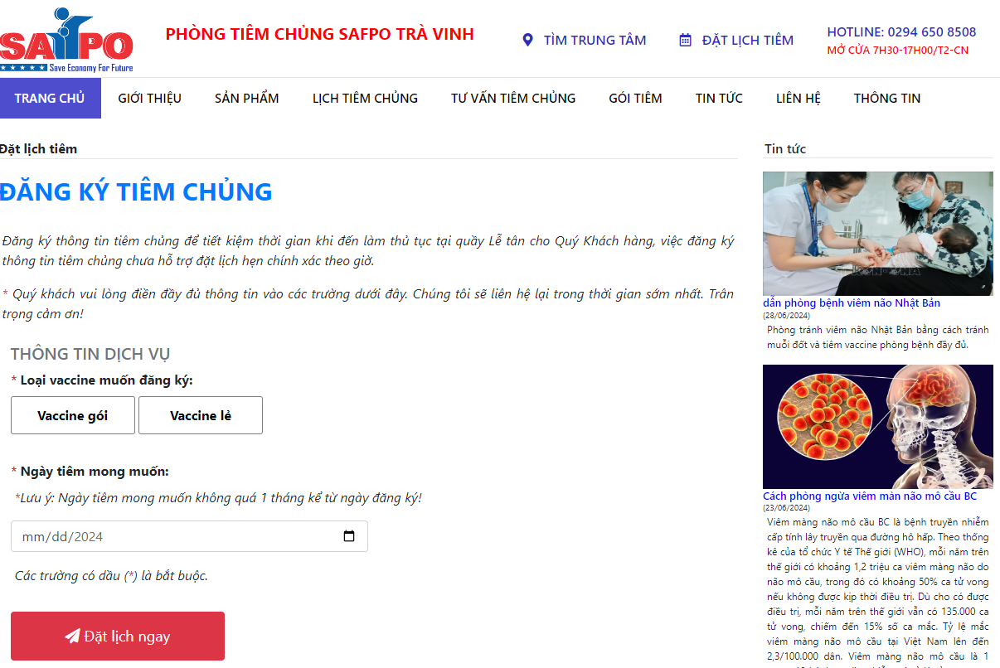 SAFPO
Save Economy For Future
PHÒNG TIÊM CHỦNG SAFPO TRÀ VINH
TÌM TRUNG TÂM
ĐẶT LỊCH TIÊM
HOTLINE: 0294 650 8508
MỞ CỬA 7H30-17H00/T2-CN
TRANG CHỦ GIỚI THIỆU SẢN PHẨM LỊCH TIÊM CHỦNG TƯ VẤN TIÊM CHỦNG GÓI TIÊM TIN TỨC LIÊN HỆ THÔNG TIN
Đặt lịch tiêm
ĐĂNG KÝ TIÊM CHỦNG
Đăng ký thông tin tiêm chủng để tiết kiệm thời gian khi đến làm thủ tục tại quầy Lễ tân cho Quý Khách hàng, việc đăng ký
thông tin tiêm chủng chưa hỗ trợ đặt lịch hẹn chính xác theo giờ.
* Quý khách vui lòng điền đầy đủ thông tin vào các trường dưới đây. Chúng tôi sẽ liên hệ lại trong thời gian sớm nhất. Trân
trọng cảm ơn!
THÔNG TIN DỊCH VỤ
* Loại vaccine muốn đăng ký:
Vaccine gói
Vaccine lẻ
* Ngày tiêm mong muốn:
*Lưu ý: Ngày tiêm mong muốn không quá 1 tháng kể từ ngày đăng ký!
mm/dd/2024
Các trường có dầu (*) là bắt buộc.
Đặt lịch ngay
Tin tức
dẫn phòng bệnh viêm não Nhật Bản
(28/06/2024)
Phòng tránh viêm não Nhật Bản bằng cách tránh
muỗi đốt và tiêm vaccine phòng bệnh đầy đủ.
Cách phòng ngừa viêm màn não mô cầu BC
(23/06/2024)
Viêm màng não mô cầu BC là bệnh truyền nhiễm
cấp tính lây truyền qua đường hô hấp. Theo thống
kê của tổ chức Y tế Thế giới (WHO), mỗi năm trên
thế giới có khoảng 1,2 triệu ca viêm màng não do
não mô cầu, trong đó có khoảng 50% ca tử vong
nếu không được kịp thời điều trị. Dù cho có được
điều trị, mỗi năm trên thế giới vẫn có 135.000 ca
tử vong, chiếm đến 15% số ca mắc. Tỷ lệ mắc
viêm màng não mô cầu tại Việt Nam lên đến
2,3/100.000 dân. Viêm màng não mô cầu là 1